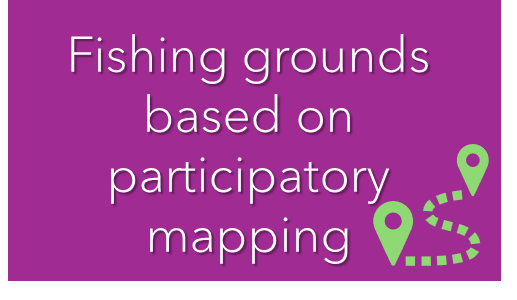 Fishing grounds
based on
participatory
mapping